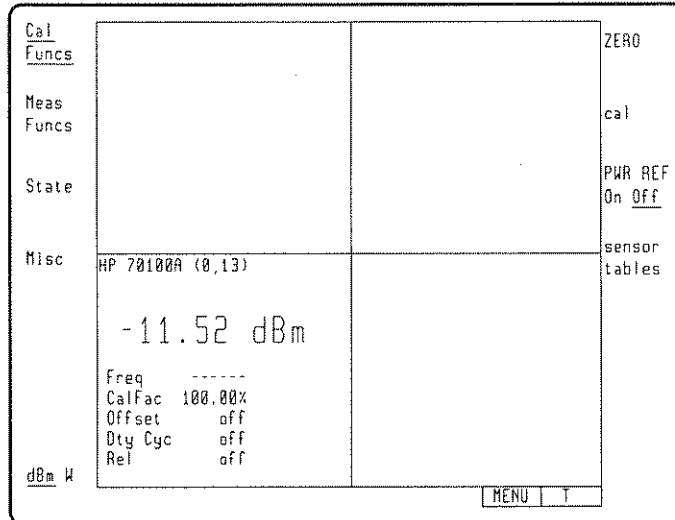 Cal
Funcs
Meas
Funcs
State
Misc
dBm W
HP 70100A (0,13)
-11.52 dBm
Freq ------
CalFac 100.00%
Offset off
Dty Cyc off
Rel off
ZERO
cal
PWR REF
On Off
sensor
tables
MENU T